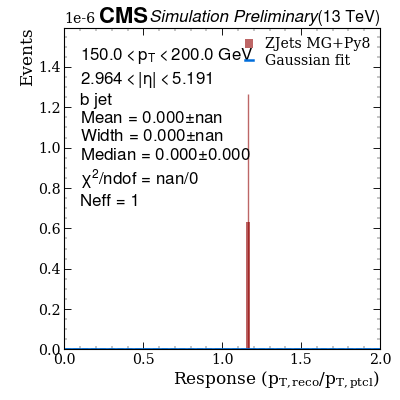 1e-6 CMS Simulation Preliminary (13 TeV)
Events
150.0 < p_T < 200.0 GeV
2.964 < |η| < 5.191
b jet
Mean = 0.000±nan
Width = 0.000±nan
Median = 0.000±0.000
χ²/ndof = nan/0
Neff = 1
ZJets MG+Py8
Gaussian fit
1.4
1.2
1.0
0.8
0.6
0.4
0.2
0.0
0.0 0.5 1.0 1.5 2.0
Response (p_T,reco/p_T,ptcl)